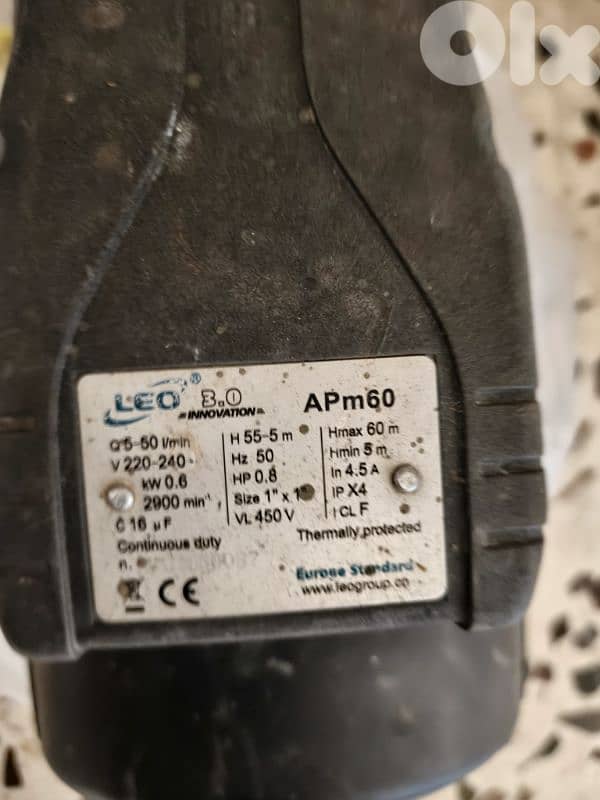 Olx
LEO ® 3.0 INNOVATION APm60
Q 5-50 l/min H 55-5 m Hmax 60 m
V 220-240 Hz 50 Hmin 5 m
kW 0.6 HP 0.8 In 4.5 A
2900 min⁻¹ Size 1" x 1" IP X4
C 16 µF VL 450 V I CL F
Continuous duty Thermally protected
n.
CE Europe Standard
www.leogroup.cn